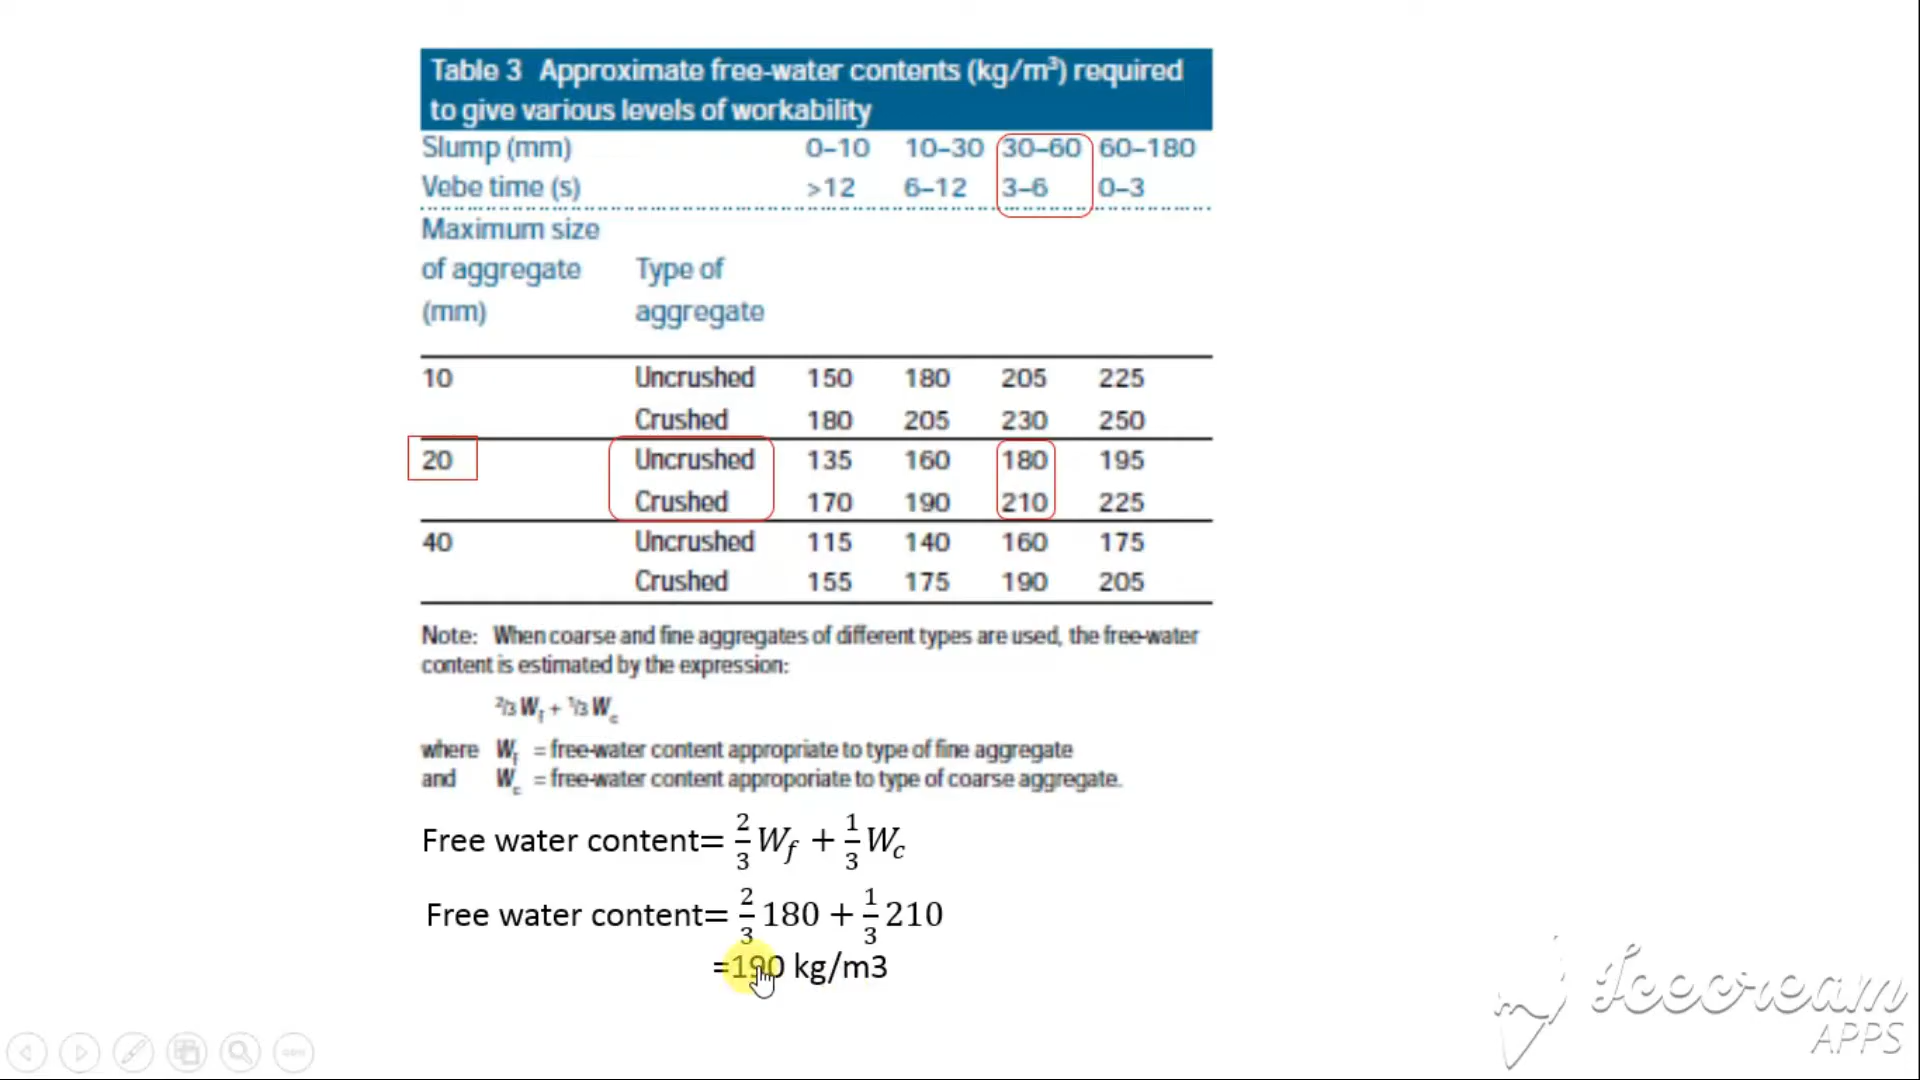 Table 3 Approximate free-water contents (kg/m³) required
to give various levels of workability
Slump (mm) 0–10 10–30 30–60 60–180
Vebe time (s) >12 6–12 3–6 0–3
Maximum size
of aggregate Type of
(mm) aggregate
10 Uncrushed 150 180 205 225
Crushed 180 205 230 250
20 Uncrushed 135 160 180 195
Crushed 170 190 210 225
40 Uncrushed 115 140 160 175
Crushed 155 175 190 205
Note: When coarse and fine aggregates of different types are used, the free-water
content is estimated by the expression:
²/3 W_f + ¹/3 W_c
where W_f = free-water content appropriate to type of fine aggregate
and W_c = free-water content approporiate to type of coarse aggregate.
Free water content= 2/3 W_f + 1/3 W_c
Free water content= 2/3 180 + 1/3 210
=190 kg/m3
Icecream
APPS